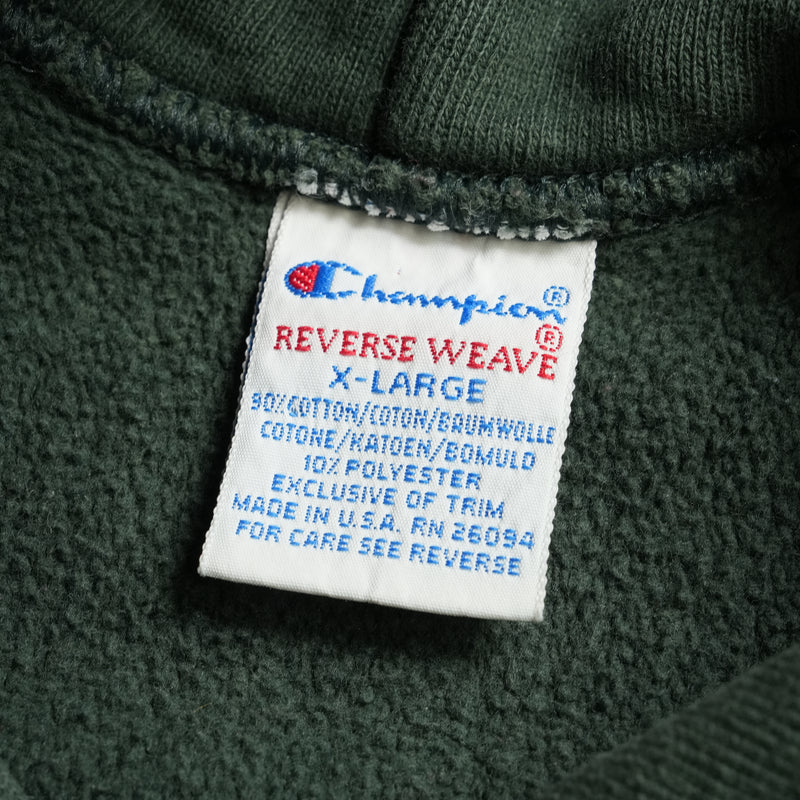 Champion®
REVERSE WEAVE®
X-LARGE
90% COTTON/COTON/BAUMWOLLE
COTONE/KATOEN/BOMULD
10% POLYESTER
EXCLUSIVE OF TRIM
MADE IN U.S.A. RN 26094
FOR CARE SEE REVERSE